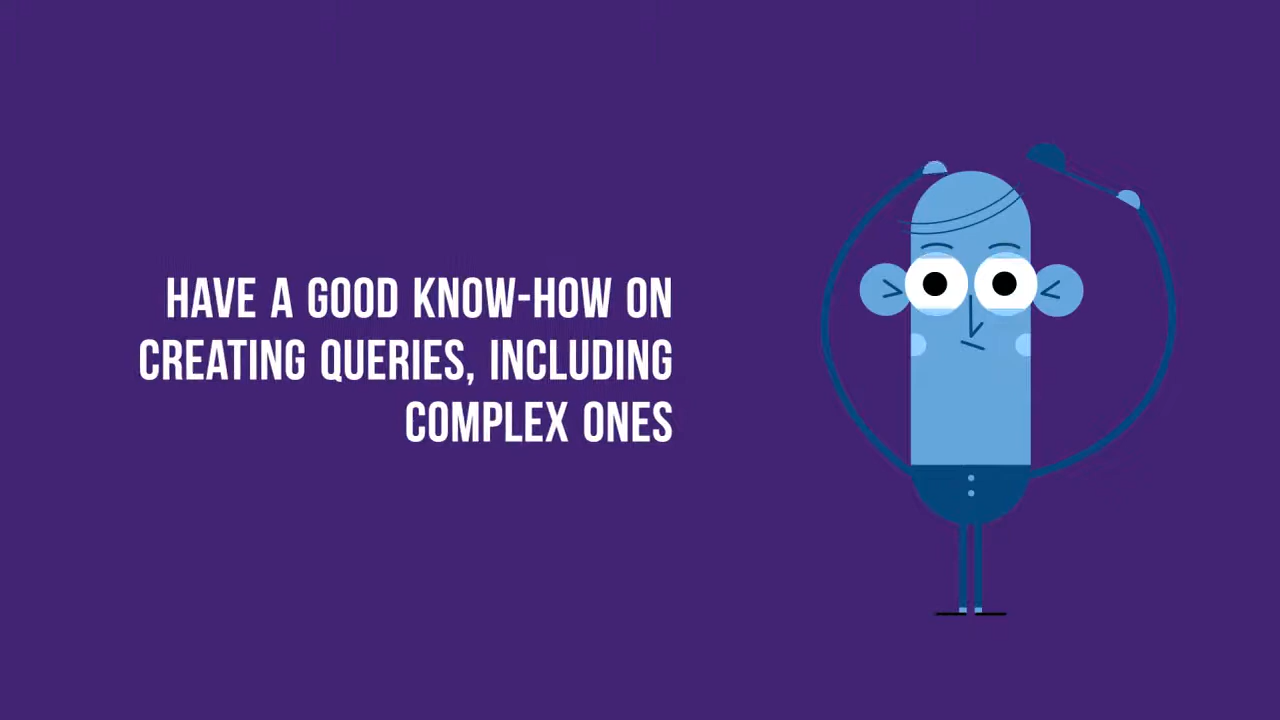 HAVE A GOOD KNOW-HOW ON
CREATING QUERIES, INCLUDING
COMPLEX ONES